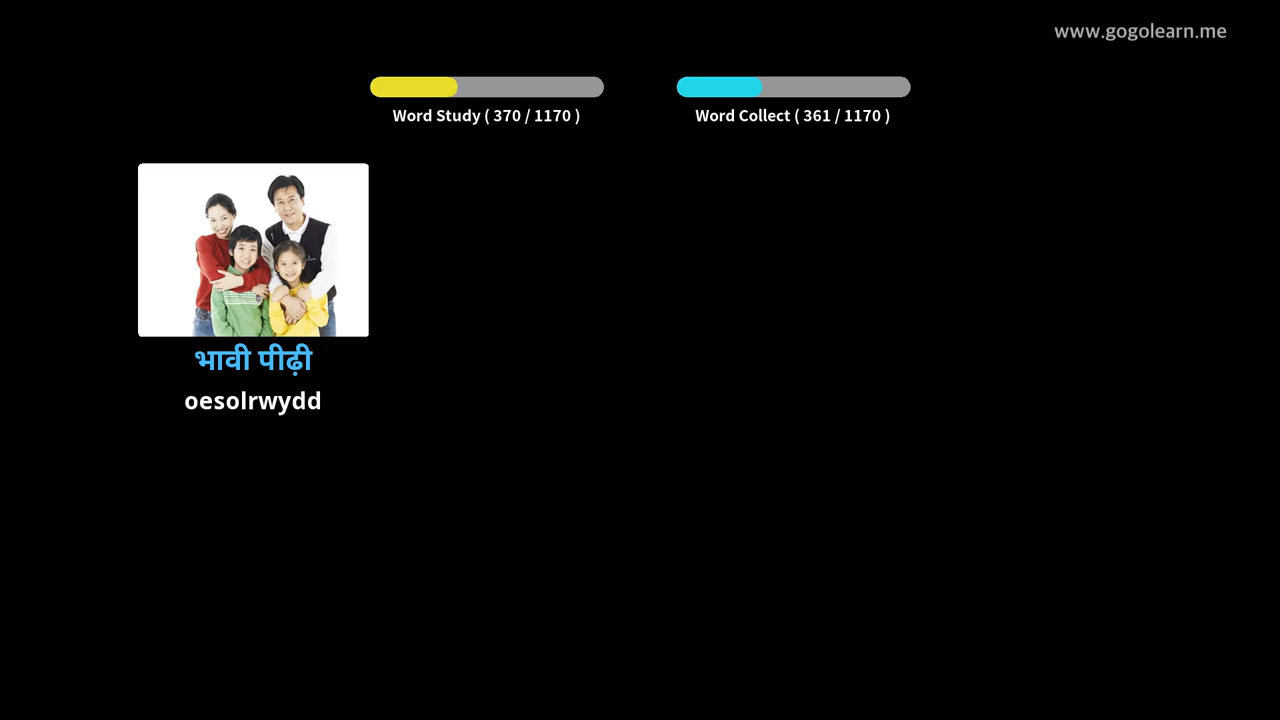 www.gogolearn.me
Word Study ( 370 / 1170 )
Word Collect ( 361 / 1170 )
भावी पीढ़ी
oesolrwydd